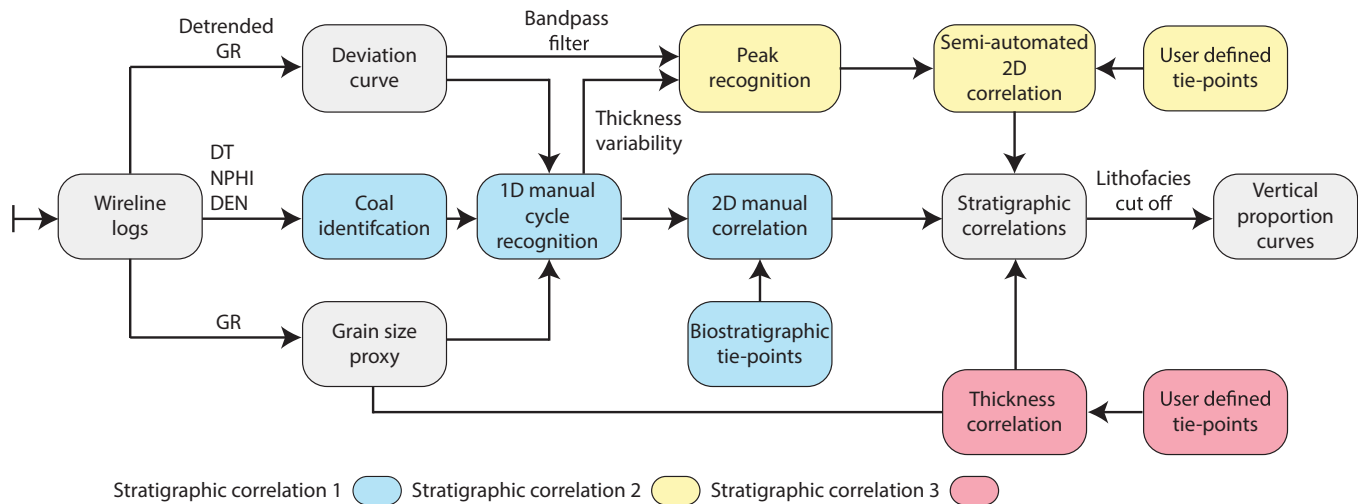 Detrended
GR
Deviation
curve
Bandpass
filter
Peak
recognition
Semi-automated
2D
correlation
User defined
tie-points
Thickness
variability
DT
NPHI
DEN
Wireline
logs
Coal
identifcation
1D manual
cycle
recognition
2D manual
correlation
Stratigraphic
correlations
Lithofacies
cut off
Vertical
proportion
curves
GR
Grain size
proxy
Biostratigraphic
tie-points
Thickness
correlation
User defined
tie-points
Stratigraphic correlation 1
Stratigraphic correlation 2
Stratigraphic correlation 3